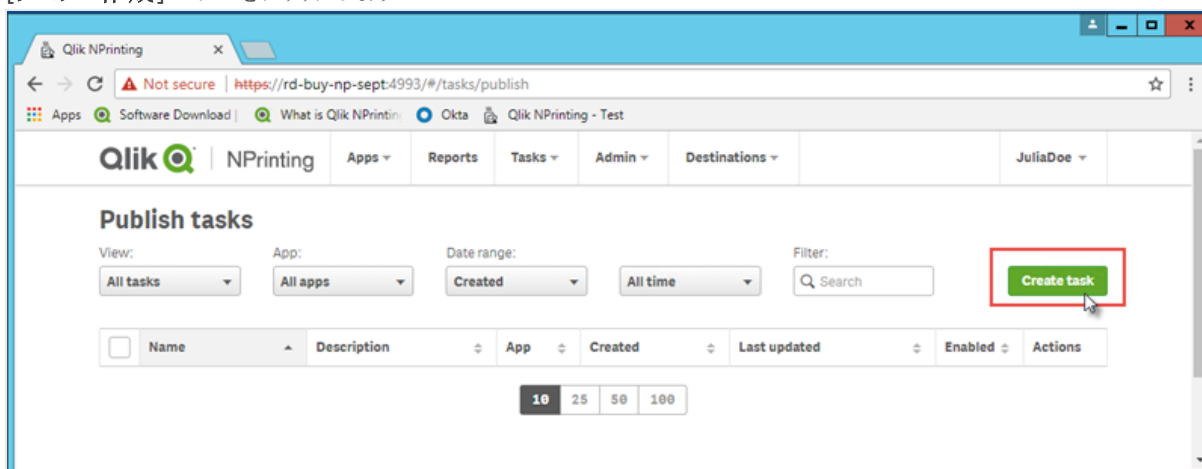 Qlik NPrinting
Not secure | https://rd-buy-np-sept:4993/#/tasks/publish
Apps Software Download | What is Qlik NPrintin Okta Qlik NPrinting - Test
Qlik NPrinting Apps Reports Tasks Admin Destinations JuliaDoe
Publish tasks
View: App: Date range: Filter:
All tasks All apps Created All time Search Create task
Name Description App Created Last updated Enabled Actions
10 25 50 100